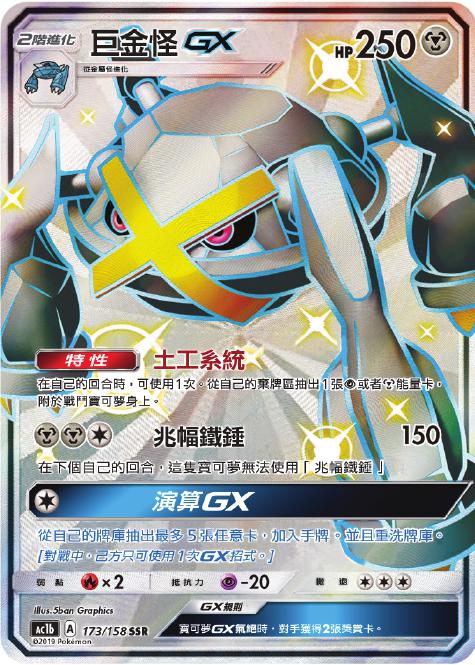 2階進化 巨金怪GX HP250
從金屬怪進化
特性 土工系統
在自己的回合時，可使用1次。從自己的棄牌區抽出1張或者能量卡，
附於戰鬥寶可夢身上。
兆幅鐵錘 150
在下個自己的回合，這隻寶可夢無法使用「兆幅鐵錘」
演算GX
從自己的牌庫抽出最多5張任意卡，加入手牌。並且重洗牌庫。
[對戰中，己方只可使用1次GX招式。]
弱點 ×2 抵抗力 -20 撤退
Illus.5ban Graphics
GX規則
AC1b A 173/158 SSR
寶可夢GX氣絕時，對手獲得2張獎賞卡。
©2019 Pokémon